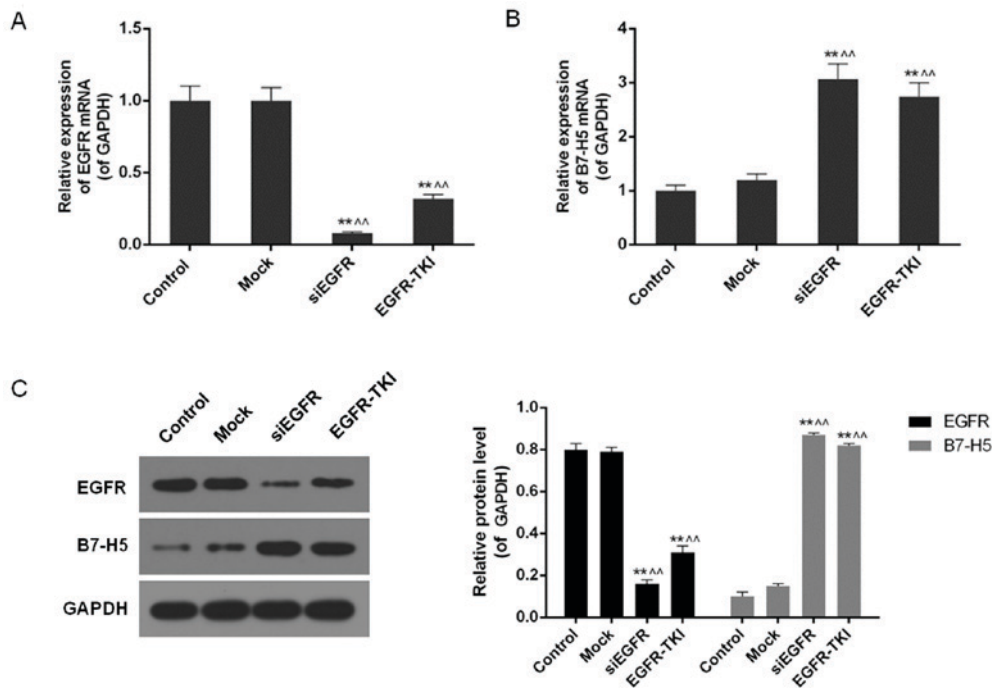 A
Relative expression
of EGFR mRNA
(of GAPDH)
1.5
1.0
0.5
0.0
**^^
**^^
Control
Mock
siEGFR
EGFR-TKI
B
Relative expression
of B7-H5 mRNA
(of GAPDH)
4
3
2
1
0
**^^
**^^
Control
Mock
siEGFR
EGFR-TKI
C
Control
Mock
siEGFR
EGFR-TKI
EGFR
B7-H5
GAPDH
Relative protein level
(of GAPDH)
0.8
0.6
0.4
0.2
0.0
**^^
**^^
**^^
**^^
Control
Mock
siEGFR
EGFR-TKI
Control
Mock
siEGFR
EGFR-TKI
EGFR
B7-H5